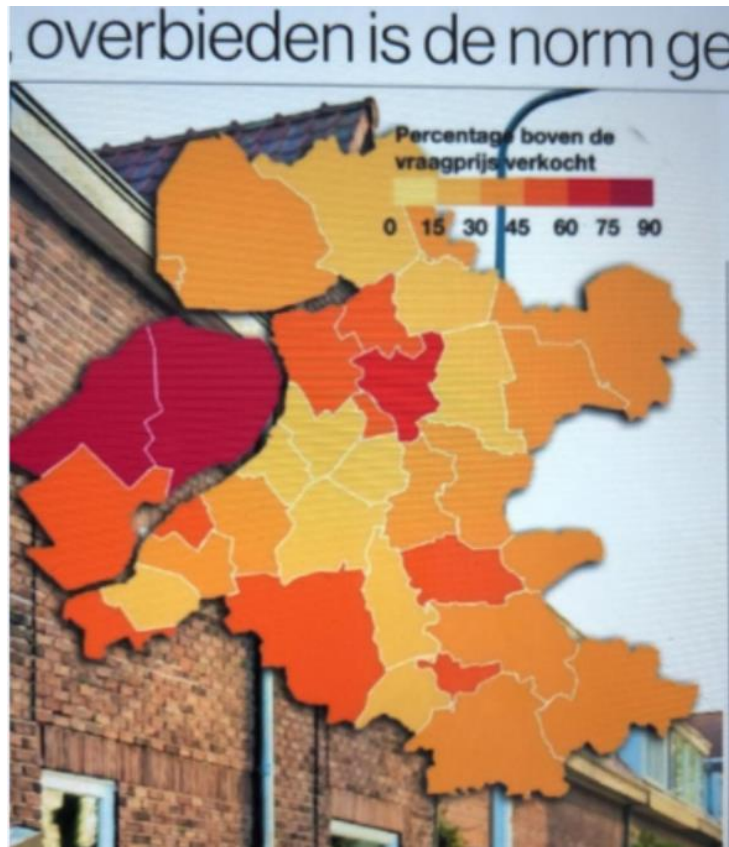 overbieden is de norm ge
Percentage boven de
vraagprijs verkocht
0 15 30 45 60 75 90